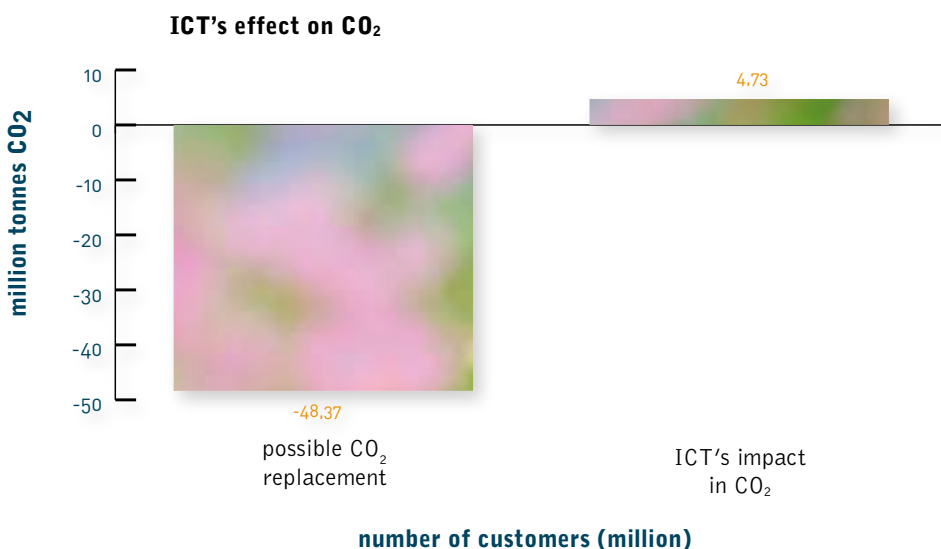 ICT's effect on CO₂
million tonnes CO₂
10
0
-10
-20
-30
-40
-50
4.73
-48.37
possible CO₂
replacement
ICT's impact
in CO₂
number of customers (million)